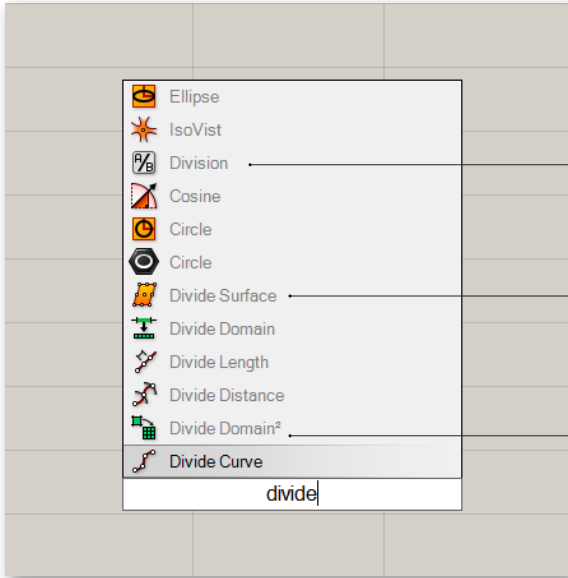 Ellipse
IsoVist
A/B Division
Cosine
Circle
Circle
Divide Surface
Divide Domain
Divide Length
Divide Distance
Divide Domain²
Divide Curve
divide